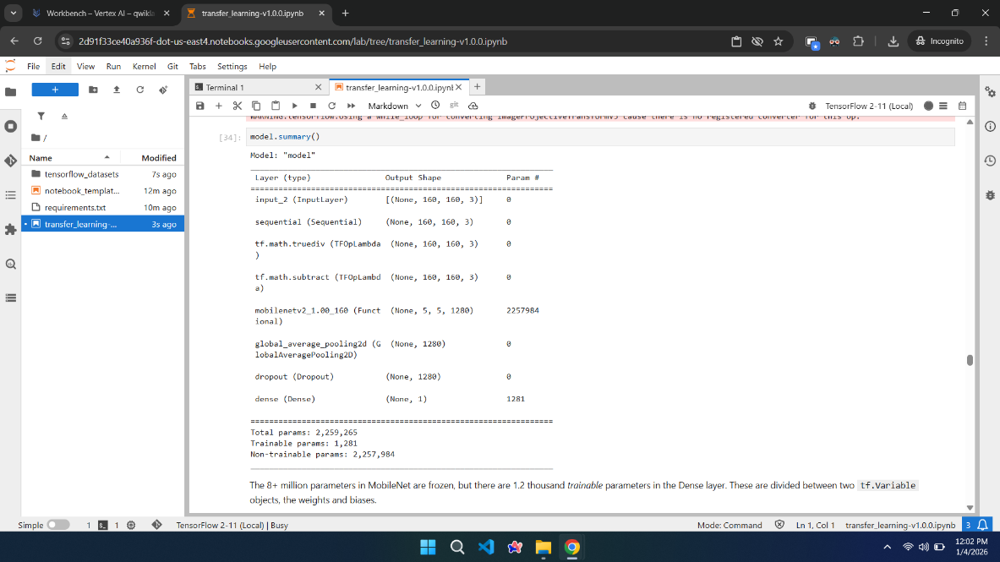 Workbench – Vertex AI – qwikla
transfer_learning-v1.0.0.ipynb
2d91f33ce40a936f-dot-us-east4.notebooks.googleusercontent.com/lab/tree/transfer_learning-v1.0.0.ipynb
Incognito
File Edit View Run Kernel Git Tabs Settings Help
Terminal 1
transfer_learning-v1.0.0.ipynl
Markdown
git
TensorFlow 2-11 (Local)
/
Name Modified
tensorflow_datasets 7s ago
notebook_templat... 12m ago
requirements.txt 10m ago
transfer_learning-... 3s ago
WARNING:tensorflow:Using a while_loop for converting ImageProjectiveTransformV3 cause there is no registered converter for this op.
[34]: model.summary()
Model: "model"
_________________________________________________________________
Layer (type) Output Shape Param #
=================================================================
input_2 (InputLayer) [(None, 160, 160, 3)] 0
sequential (Sequential) (None, 160, 160, 3) 0
tf.math.truediv (TFOpLambda (None, 160, 160, 3) 0
)
tf.math.subtract (TFOpLambd (None, 160, 160, 3) 0
a)
mobilenetv2_1.00_160 (Funct (None, 5, 5, 1280) 2257984
ional)
global_average_pooling2d (G (None, 1280) 0
lobalAveragePooling2D)
dropout (Dropout) (None, 1280) 0
dense (Dense) (None, 1) 1281
=================================================================
Total params: 2,259,265
Trainable params: 1,281
Non-trainable params: 2,257,984
_________________________________________________________________
The 8+ million parameters in MobileNet are frozen, but there are 1.2 thousand trainable parameters in the Dense layer. These are divided between two tf.Variable
objects, the weights and biases.
Simple 1 $_ 1 TensorFlow 2-11 (Local) | Busy Mode: Command Ln 1, Col 1 transfer_learning-v1.0.0.ipynb 3
12:02 PM
1/4/2026